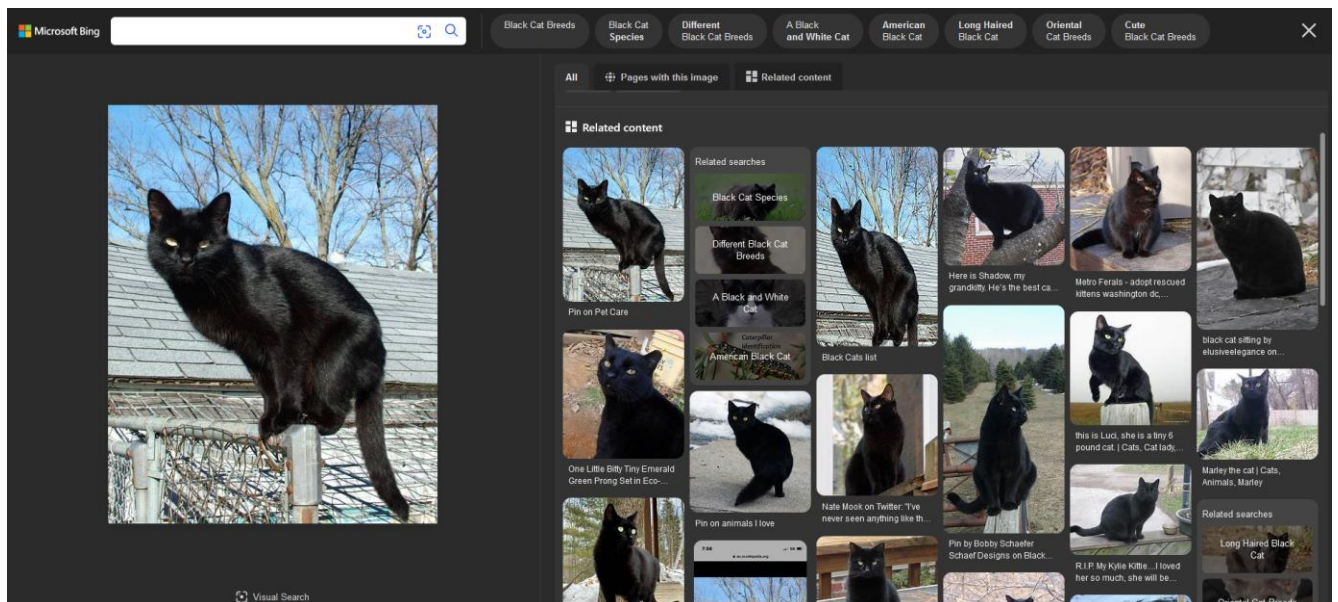 Microsoft Bing
Black Cat Breeds
Black Cat
Species
Different
Black Cat Breeds
A Black
and White Cat
American
Black Cat
Long Haired
Black Cat
Oriental
Cat Breeds
Cute
Black Cat Breeds
All
Pages with this image
Related content
Related content
Pin on Pet Care
One Little Bitty Tiny Emerald
Green Prong Set in Eco-...
Related searches
Black Cat Species
Different Black Cat
Breeds
A Black and White
Cat
Caterpillar
Identification
American Black Cat
Pin on animals I love
7:56
Black Cats list
Nate Mook on Twitter: "I've
never seen anything like th...
Here is Shadow, my
grandkitty. He's the best ca...
Pin by Bobby Schaefer
Schaef Designs on Black...
Metro Ferals - adopt rescued
kittens washington dc,...
this is Luci, she is a tiny 6
pound cat. | Cats, Cat lady,...
R.I.P. My Kylie Kittie....I loved
her so much, she will be...
black cat sitting by
elusiveelegance on...
Marley the cat | Cats,
Animals, Marley
Related searches
Long Haired Black
Cat
Oriental Cat Breeds
Visual Search